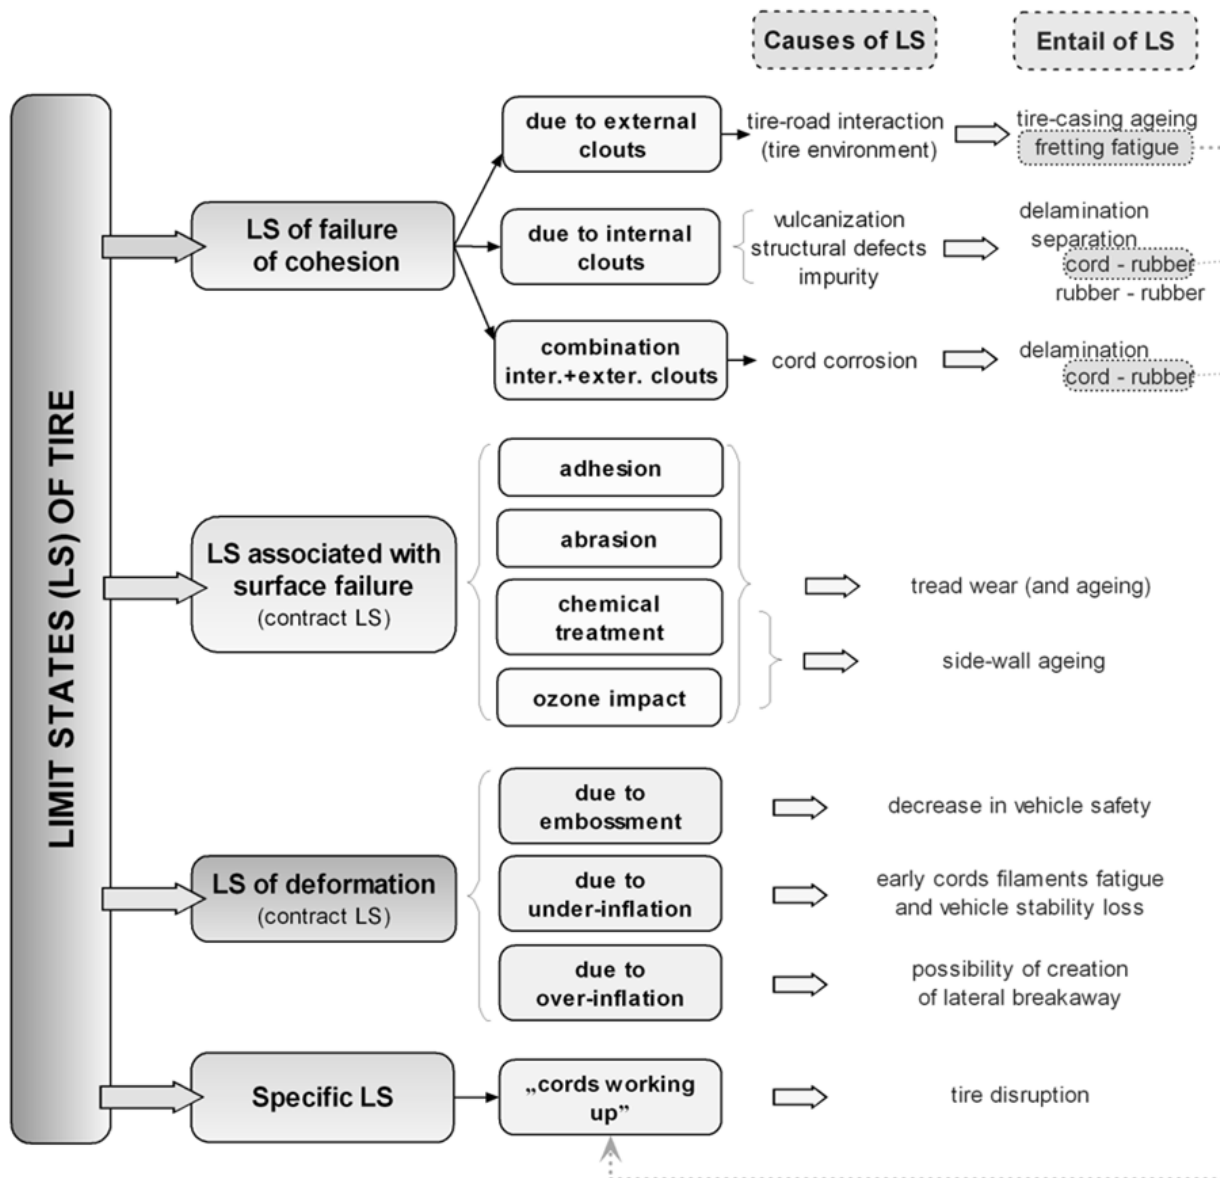 Causes of LS
Entail of LS
LIMIT STATES (LS) OF TIRE
LS of failure
of cohesion
due to external
clouts
tire-road interaction
(tire environment)
tire-casing ageing
fretting fatigue
due to internal
clouts
vulcanization
structural defects
impurity
delamination
separation
cord - rubber
rubber - rubber
combination
inter.+exter. clouts
cord corrosion
delamination
cord - rubber
LS associated with
surface failure
(contract LS)
adhesion
abrasion
chemical
treatment
ozone impact
tread wear (and ageing)
side-wall ageing
LS of deformation
(contract LS)
due to
embossment
decrease in vehicle safety
due to
under-inflation
early cords filaments fatigue
and vehicle stability loss
due to
over-inflation
possibility of creation
of lateral breakaway
Specific LS
„cords working
up”
tire disruption